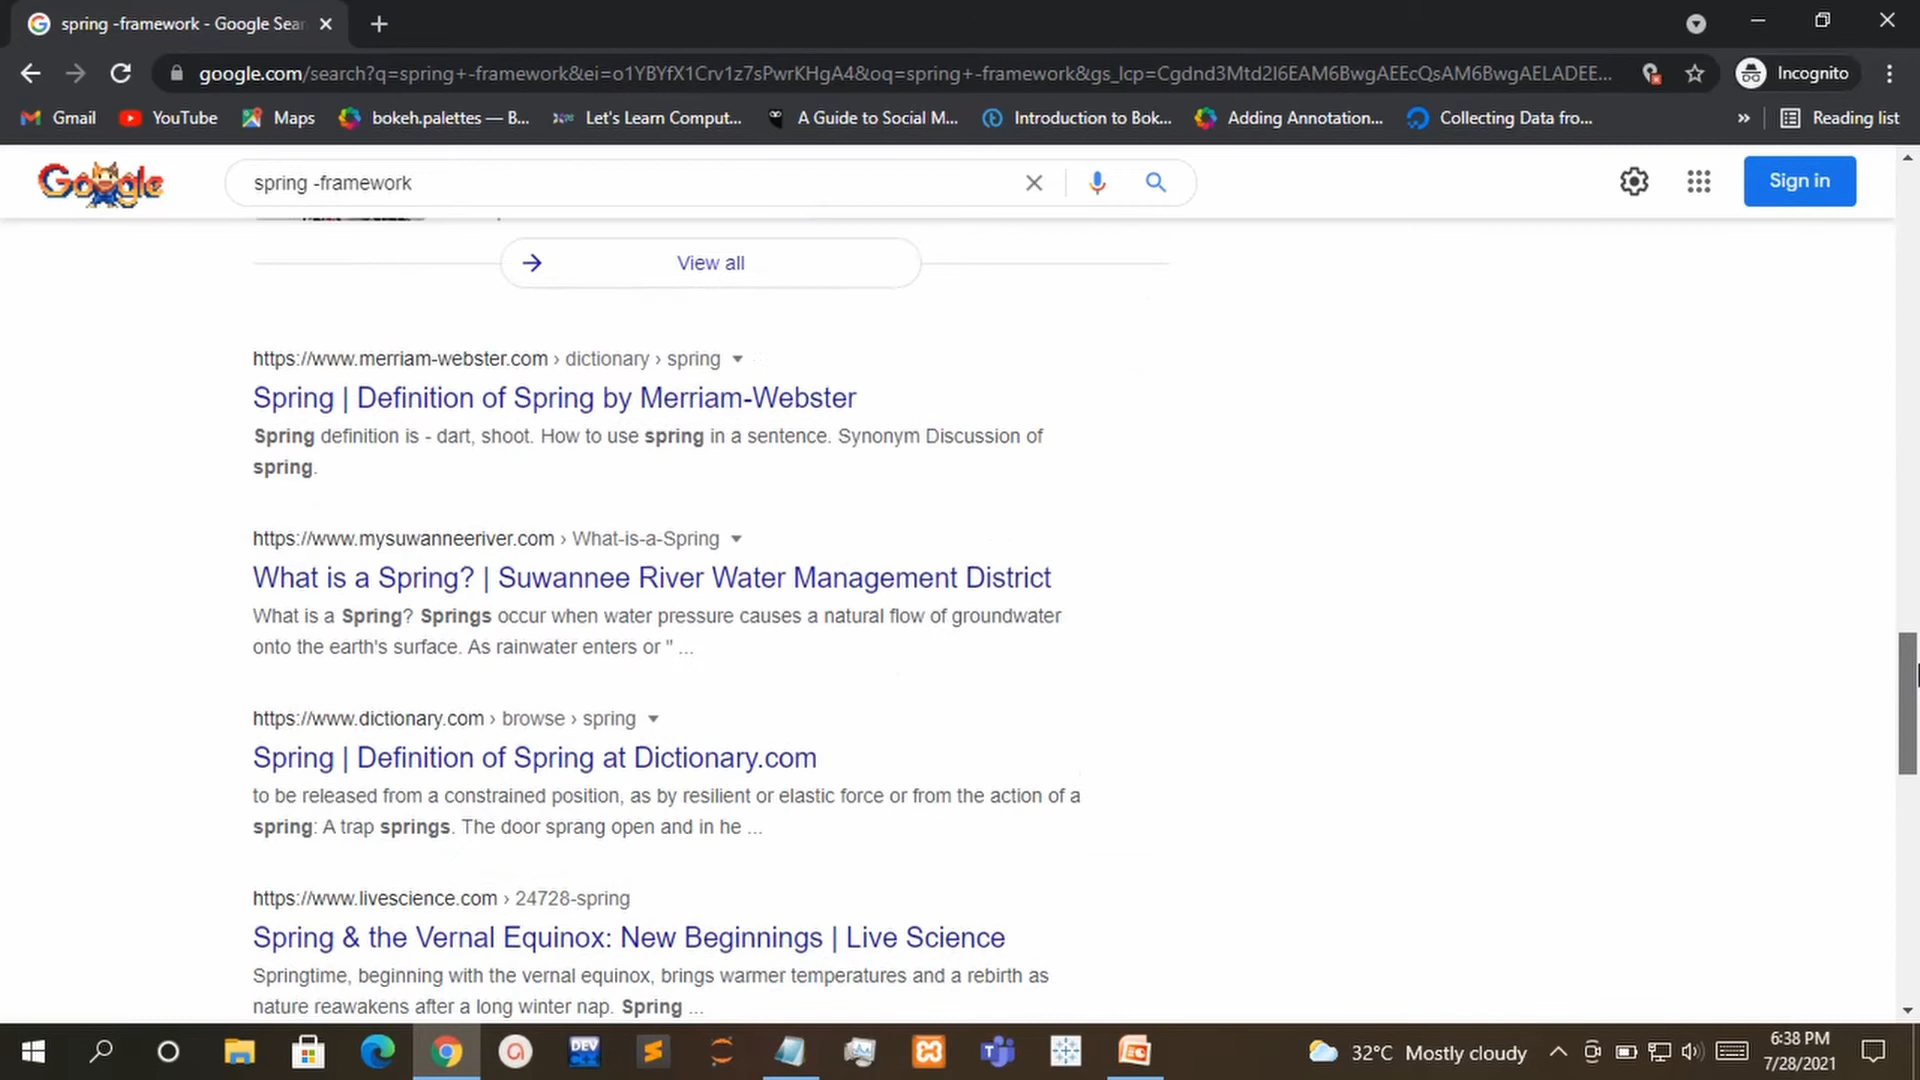 spring -framework - Google Sear
google.com/search?q=spring+-framework&ei=o1YBYfX1Crv1z7sPwrKHgA4&oq=spring+-framework&gs_lcp=Cgdnd3Mtd2l6EAM6BwgAEEcQsAM6BwgAELADEE...
Incognito
Gmail YouTube Maps bokeh.palettes — B... Let's Learn Comput... A Guide to Social M... Introduction to Bok... Adding Annotation... Collecting Data fro... » Reading list
Google spring -framework Sign in
View all
https://www.merriam-webster.com › dictionary › spring
Spring | Definition of Spring by Merriam-Webster
Spring definition is - dart, shoot. How to use spring in a sentence. Synonym Discussion of
spring.
https://www.mysuwanneeriver.com › What-is-a-Spring
What is a Spring? | Suwannee River Water Management District
What is a Spring? Springs occur when water pressure causes a natural flow of groundwater
onto the earth's surface. As rainwater enters or " ...
https://www.dictionary.com › browse › spring
Spring | Definition of Spring at Dictionary.com
to be released from a constrained position, as by resilient or elastic force or from the action of a
spring: A trap springs. The door sprang open and in he ...
https://www.livescience.com › 24728-spring
Spring & the Vernal Equinox: New Beginnings | Live Science
Springtime, beginning with the vernal equinox, brings warmer temperatures and a rebirth as
nature reawakens after a long winter nap. Spring ...
DEV
32°C Mostly cloudy
6:38 PM
7/28/2021